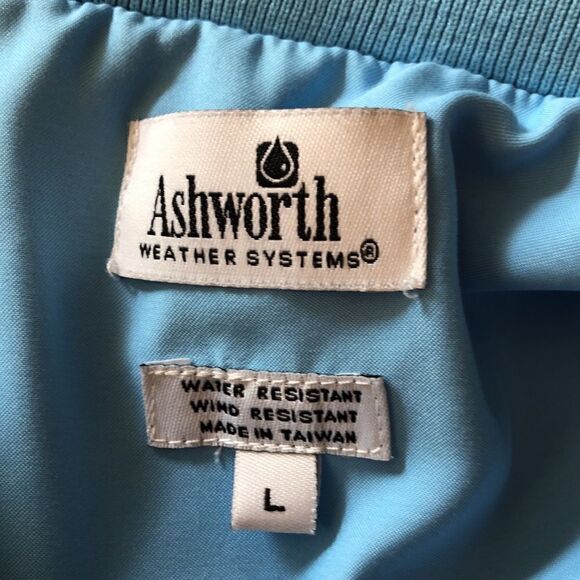 Ashworth
WEATHER SYSTEMS®
WATER RESISTANT
WIND RESISTANT
MADE IN TAIWAN
L